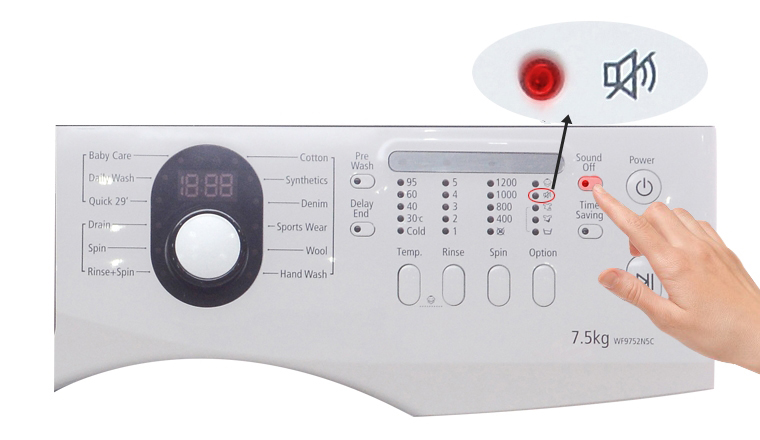 Baby Care
Daily Wash
Quick 29'
Drain
Spin
Rinse+Spin
18:88
Cotton
Synthetics
Denim
Sports Wear
Wool
Hand Wash
Pre
Wash
Delay
End
95
60
40
30℃
Cold
Temp.
5
4
3
2
1
Rinse
1200
1000
800
400
Spin
Option
Sound
Off
Time
Saving
Power
7.5kg WF9752N5C